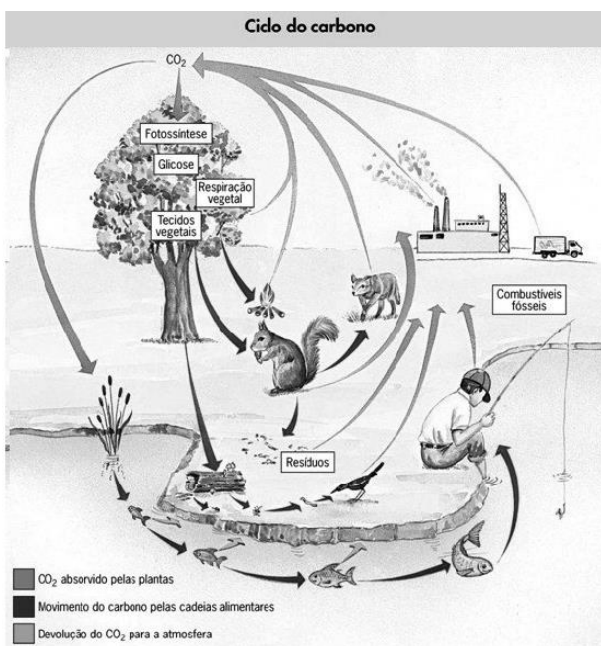 Ciclo do carbono
CO₂
Fotossíntese
Glicose
Respiração
vegetal
Tecidos
vegetais
Combustíveis
fósseis
Resíduos
CO₂ absorvido pelas plantas
Movimento do carbono pelas cadeias alimentares
Devolução do CO₂ para a atmosfera